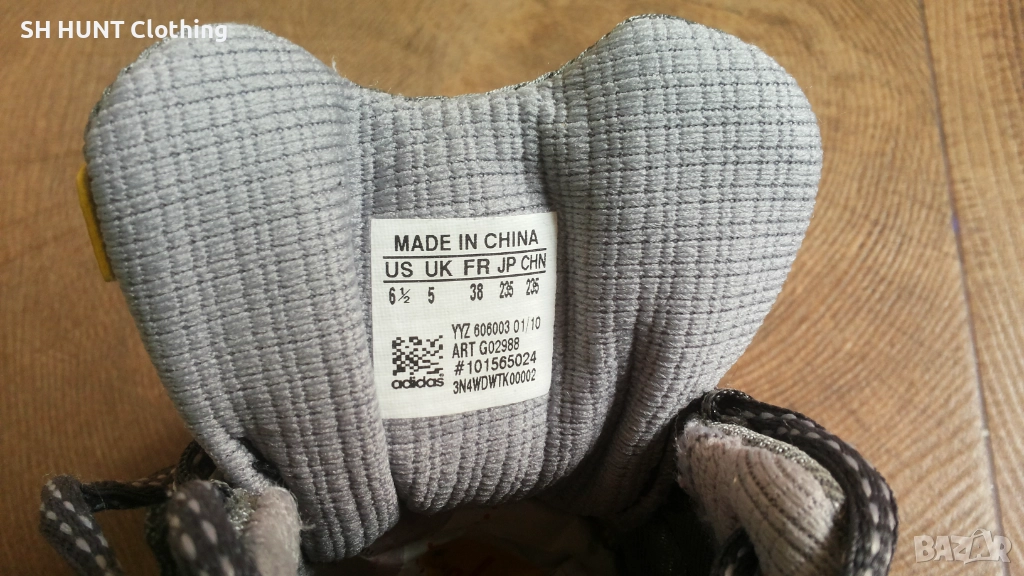 SH HUNT Clothing
MADE IN CHINA
US UK FR JP CHN
6½ 5 38 235 235
YYZ 606003 01/10
ART G02988
#101565024
adidas 3N4WDWTK00002
BAZAR